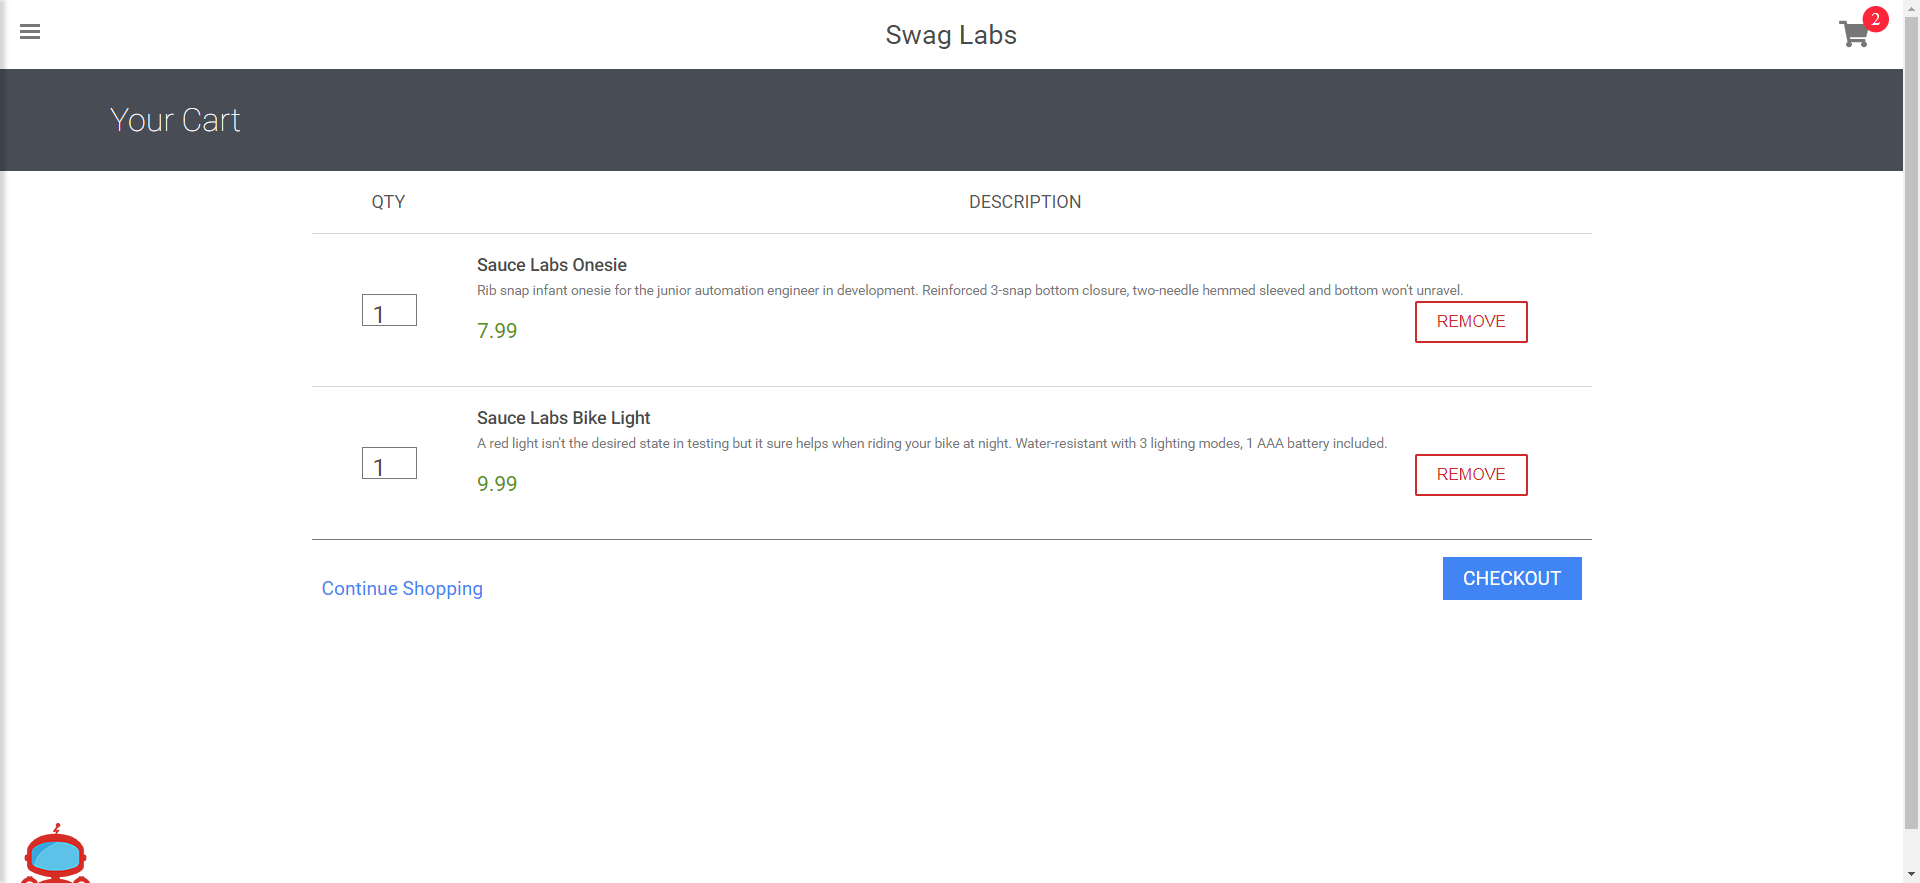 Swag Labs
2
Your Cart
QTY
DESCRIPTION
Sauce Labs Onesie
Rib snap infant onesie for the junior automation engineer in development. Reinforced 3-snap bottom closure, two-needle hemmed sleeved and bottom won't unravel.
1
7.99
REMOVE
Sauce Labs Bike Light
A red light isn't the desired state in testing but it sure helps when riding your bike at night. Water-resistant with 3 lighting modes, 1 AAA battery included.
1
9.99
REMOVE
Continue Shopping
CHECKOUT